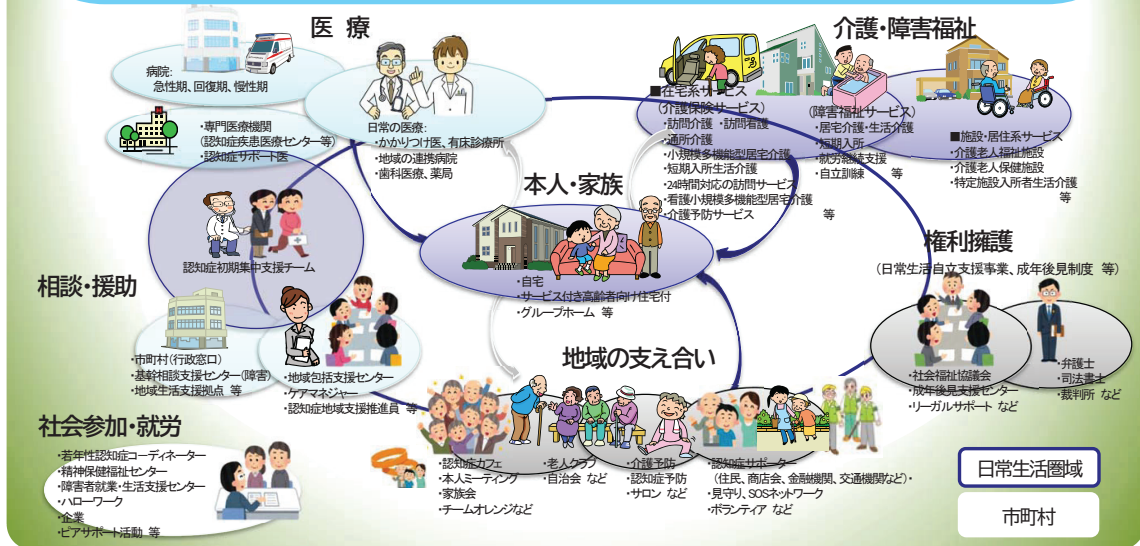 医 療
病院:
急性期、回復期、慢性期
・専門医療機関
(認知症疾患医療センター等)
・認知症サポート医
日常の医療:
・かかりつけ医、有床診療所
・地域の連携病院
・歯科医療、薬局
介護・障害福祉
■在宅系サービス
(介護保険サービス)
・訪問介護 ・訪問看護
・通所介護
・小規模多機能型居宅介護
・短期入所生活介護
・24時間対応の訪問サービス
・看護小規模多機能型居宅介護
・介護予防サービス 等
(障害福祉サービス)
・居宅介護・生活介護
・短期入所
・就労継続支援
・自立訓練 等
■施設・居住系サービス
・介護老人福祉施設
・介護老人保健施設
・特定施設入所者生活介護
等
本人・家族
・自宅
・サービス付き高齢者向け住宅付
・グループホーム 等
認知症初期集中支援チーム
相談・援助
・市町村(行政窓口)
・基幹相談支援センター(障害)
・地域生活支援拠点 等
・地域包括支援センター
・ケアマネジャー
・認知症地域支援推進員 等
権利擁護
(日常生活自立支援事業、成年後見制度 等)
・社会福祉協議会
・成年後見支援センター
・リーガルサポート など
・弁護士
・司法書士
・裁判所 など
地域の支え合い
・認知症カフェ
・本人ミーティング
・家族会
・チームオレンジなど
・老人クラブ
・自治会 など
・介護予防
・認知症予防
・サロン など
・認知症サポーター
(住民、商店会、金融機関、交通機関など)・
・見守り、SOSネットワーク
・ボランティア など
社会参加・就労
・若年性認知症コーディネーター
・精神保健福祉センター
・障害者就業・生活支援センター
・ハローワーク
・企業
・ピアサポート活動 等
日常生活圏域
市町村